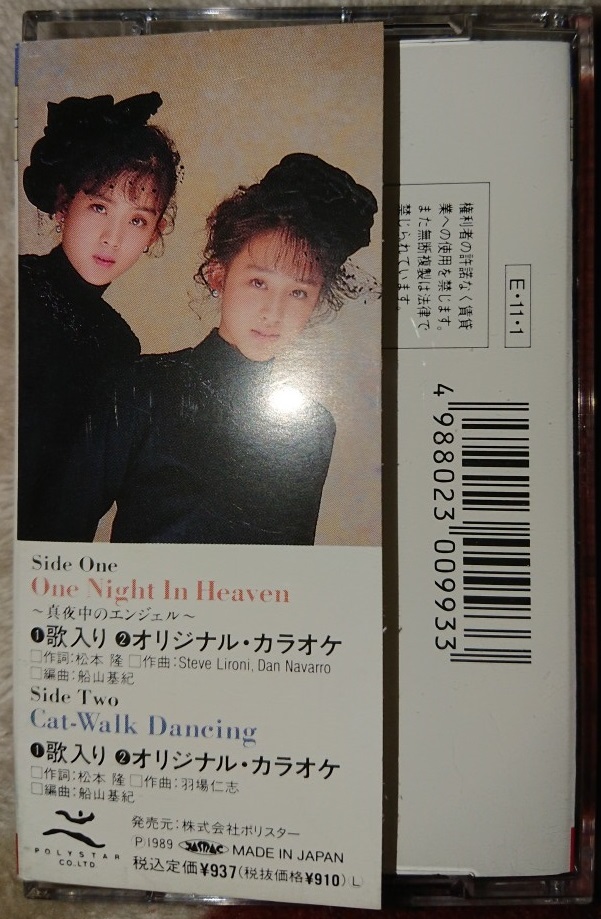 Side One
One Night In Heaven
～真夜中のエンジェル～
❶歌入り ❷オリジナル・カラオケ
□作詞:松本 隆 □作曲:Steve Lironi, Dan Navarro
□編曲:船山基紀
Side Two
Cat-Walk Dancing
❶歌入り ❷オリジナル・カラオケ
□作詞:松本 隆 □作曲:羽場仁志
□編曲:船山基紀
POLYSTAR
CO.LTD.
発売元:株式会社ポリスター
Ⓟ1989 JASRAC MADE IN JAPAN
税込定価¥937(税抜価格¥910) L
権利者の許諾なく賃貸
業への使用を禁じます。
また無断複製は法律で
禁じられています。
E・11・1
4 988023 009933